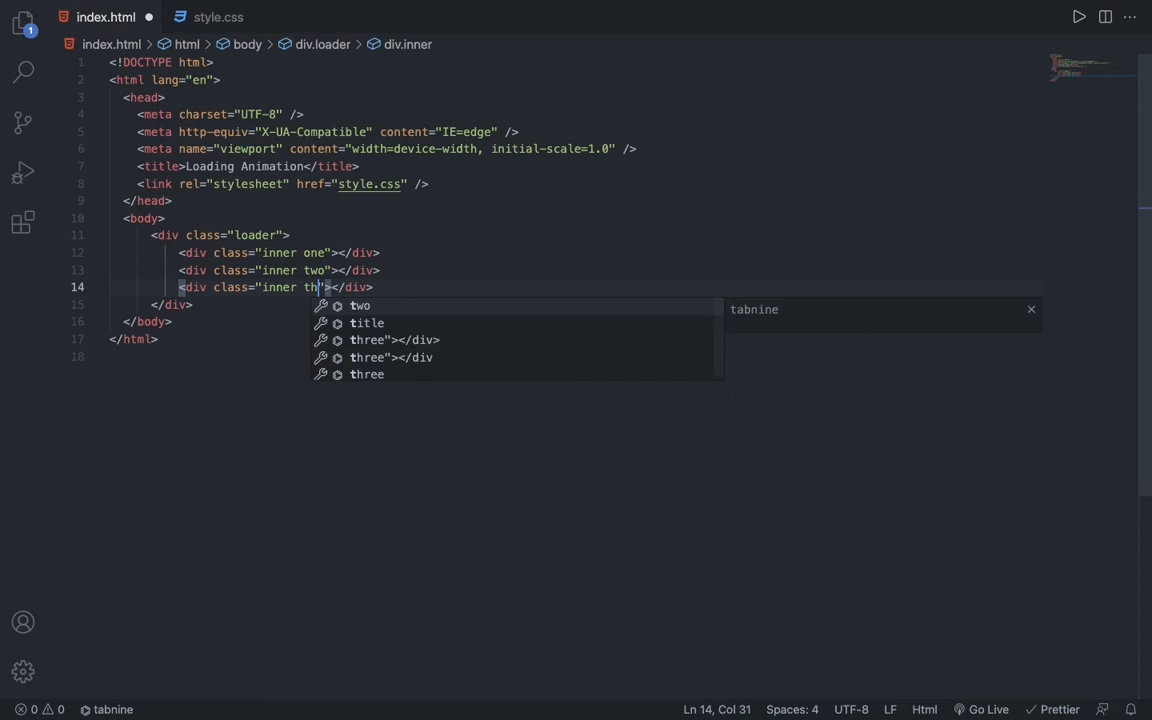 index.html
style.css
1
index.html > html > body > div.loader > div.inner
1 <!DOCTYPE html>
2 <html lang="en">
3 <head>
4 <meta charset="UTF-8" />
5 <meta http-equiv="X-UA-Compatible" content="IE=edge" />
6 <meta name="viewport" content="width=device-width, initial-scale=1.0" />
7 <title>Loading Animation</title>
8 <link rel="stylesheet" href="style.css" />
9 </head>
10 <body>
11 <div class="loader">
12 <div class="inner one"></div>
13 <div class="inner two"></div>
14 <div class="inner th"></div>
15 </div>
16 </body>
17 </html>
18
two
title
three"></div>
three"></div
three
tabnine
0 0 tabnine Ln 14, Col 31 Spaces: 4 UTF-8 LF Html Go Live Prettier